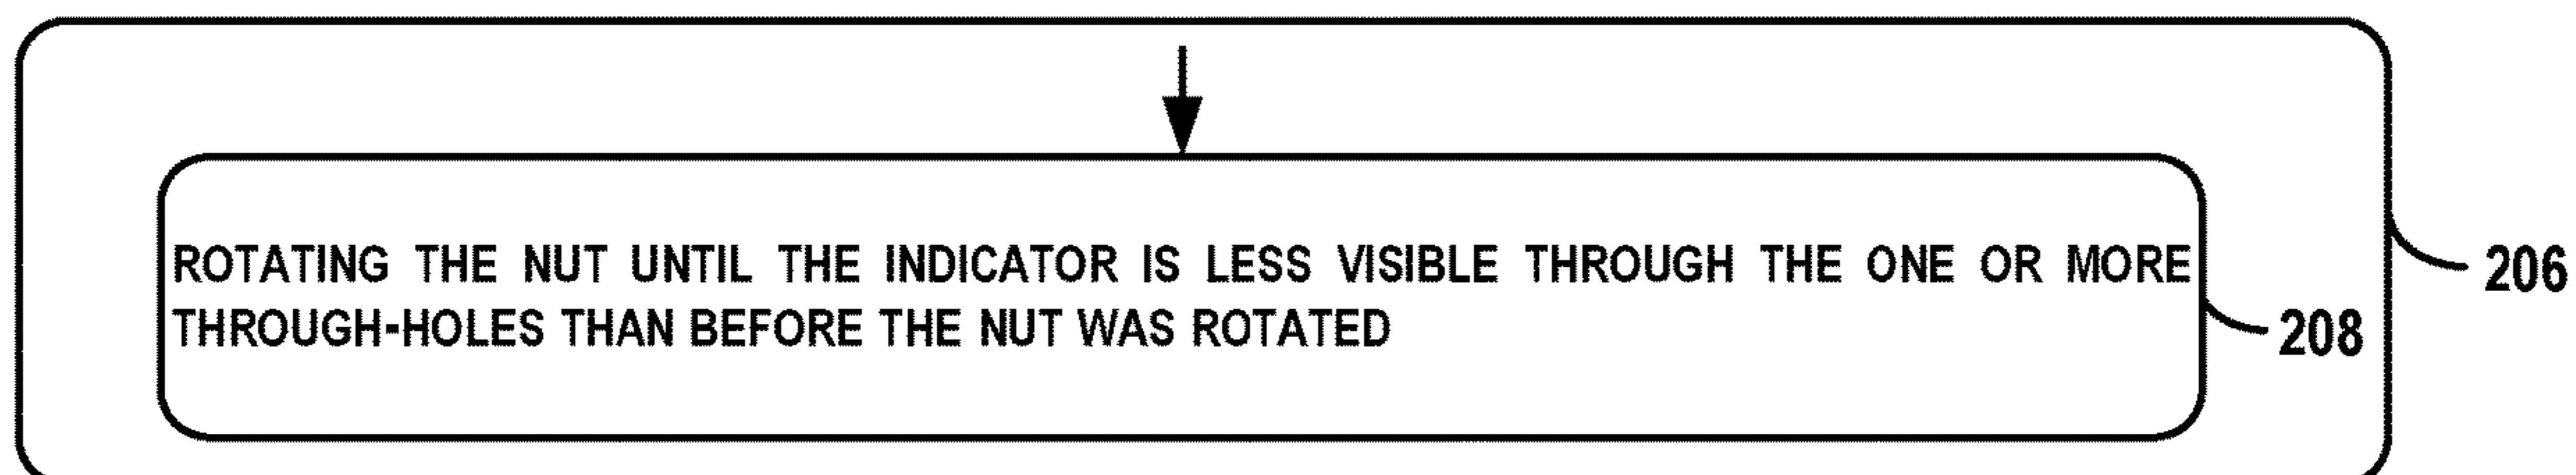 ROTATING THE NUT UNTIL THE INDICATOR IS LESS VISIBLE THROUGH THE ONE OR MORE
THROUGH-HOLES THAN BEFORE THE NUT WAS ROTATED
206
208